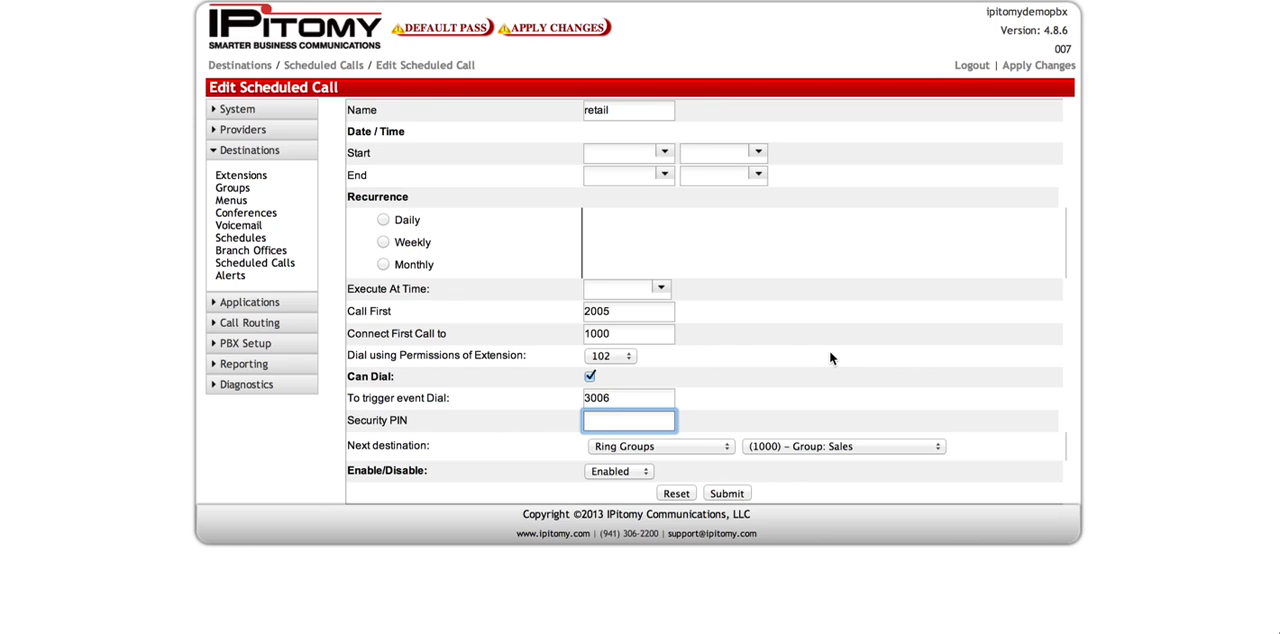 IPITOMY
SMARTER BUSINESS COMMUNICATIONS
DEFAULT PASS
APPLY CHANGES
ipitomydemopbx
Version: 4.8.6
007
Destinations / Scheduled Calls / Edit Scheduled Call
Logout | Apply Changes
Edit Scheduled Call
System
Providers
Destinations
Extensions
Groups
Menus
Conferences
Voicemail
Schedules
Branch Offices
Scheduled Calls
Alerts
Applications
Call Routing
PBX Setup
Reporting
Diagnostics
Name retail
Date / Time
Start
End
Recurrence
Daily
Weekly
Monthly
Execute At Time:
Call First 2005
Connect First Call to 1000
Dial using Permissions of Extension: 102
Can Dial:
To trigger event Dial: 3006
Security PIN
Next destination: Ring Groups (1000) – Group: Sales
Enable/Disable: Enabled
Reset Submit
Copyright ©2013 IPitomy Communications, LLC
www.ipitomy.com | (941) 306-2200 | support@ipitomy.com